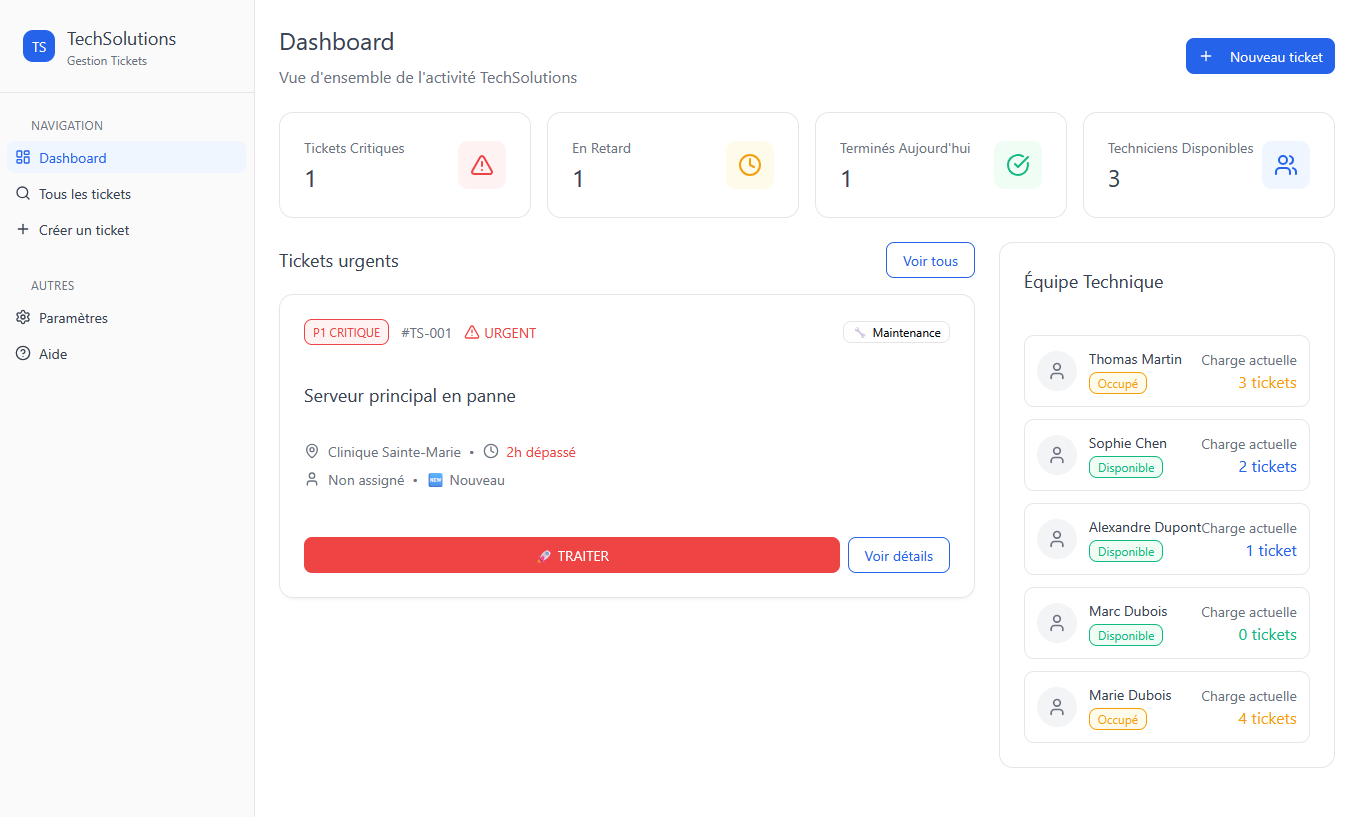 TS
TechSolutions
Gestion Tickets
NAVIGATION
Dashboard
Tous les tickets
Créer un ticket
AUTRES
Paramètres
Aide
Dashboard
Vue d'ensemble de l'activité TechSolutions
Nouveau ticket
Tickets Critiques
1
En Retard
1
Terminés Aujourd'hui
1
Techniciens Disponibles
3
Tickets urgents
Voir tous
P1 CRITIQUE #TS-001 URGENT
Maintenance
Serveur principal en panne
Clinique Sainte-Marie • 2h dépassé
Non assigné • NEW Nouveau
TRAITER
Voir détails
Équipe Technique
Thomas Martin Charge actuelle
Occupé 3 tickets
Sophie Chen Charge actuelle
Disponible 2 tickets
Alexandre Dupont Charge actuelle
Disponible 1 ticket
Marc Dubois Charge actuelle
Disponible 0 tickets
Marie Dubois Charge actuelle
Occupé 4 tickets